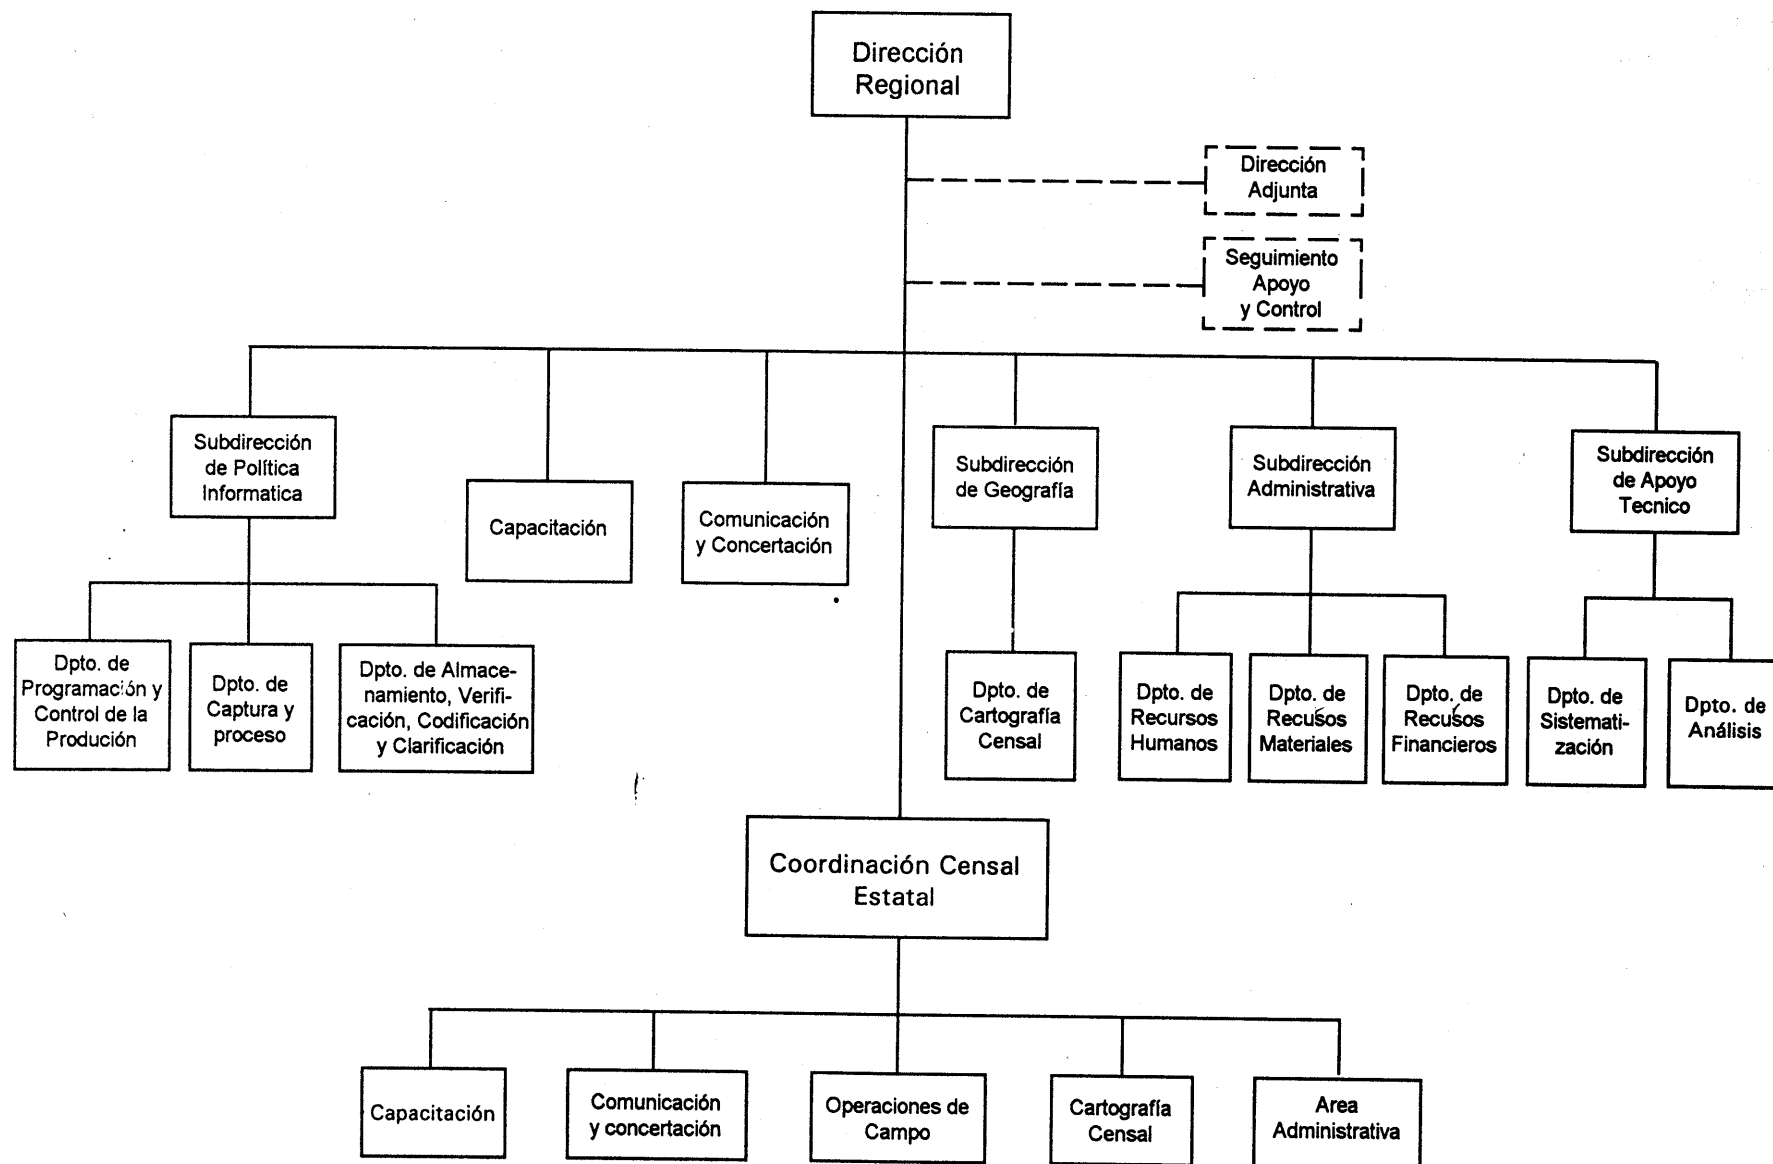 Dirección
Regional
Dirección
Adjunta
Seguimiento
Apoyo
y Control
Subdirección
de Política
Informatica
Capacitación
Comunicación
y Concertación
Subdirección
de Geografía
Subdirección
Administrativa
Subdirección
de Apoyo
Tecnico
Dpto. de
Programación y
Control de la
Produción
Dpto. de
Captura y
proceso
Dpto. de Almace-
namiento, Verifi-
cación, Codificación
y Clarificación
Dpto. de
Cartografía
Censal
Dpto. de
Recursos
Humanos
Dpto. de
Recusos
Materiales
Dpto. de
Recusos
Financieros
Dpto. de
Sistemati-
zación
Dpto. de
Análisis
Coordinación Censal
Estatal
Capacitación
Comunicación
y concertación
Operaciones de
Campo
Cartografía
Censal
Area
Administrativa